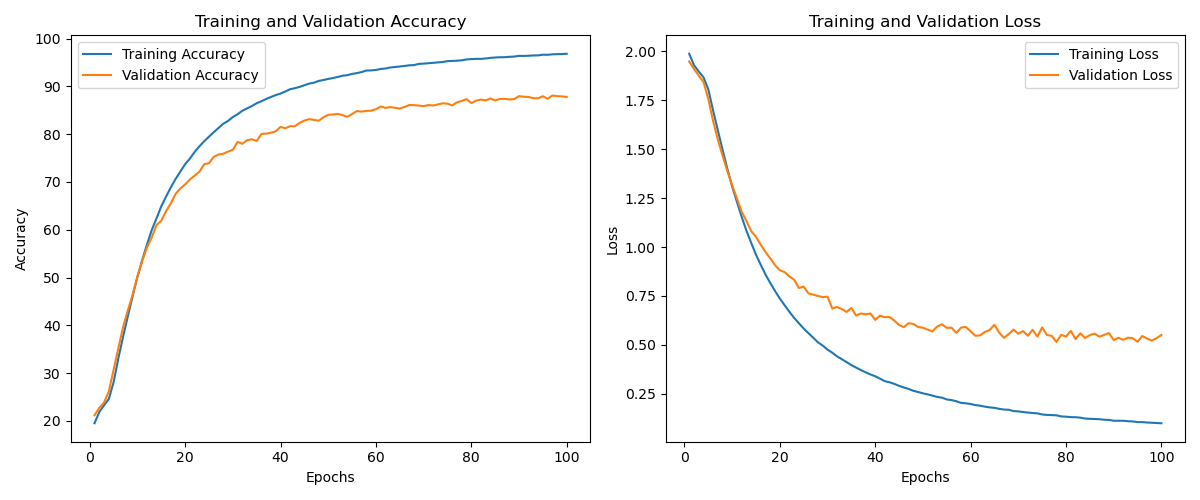 Training and Validation Accuracy
100
90
80
70
60
50
40
30
20
Accuracy
Training Accuracy
Validation Accuracy
0 20 40 60 80 100
Epochs
Training and Validation Loss
2.00
1.75
1.50
1.25
1.00
0.75
0.50
0.25
Loss
Training Loss
Validation Loss
0 20 40 60 80 100
Epochs